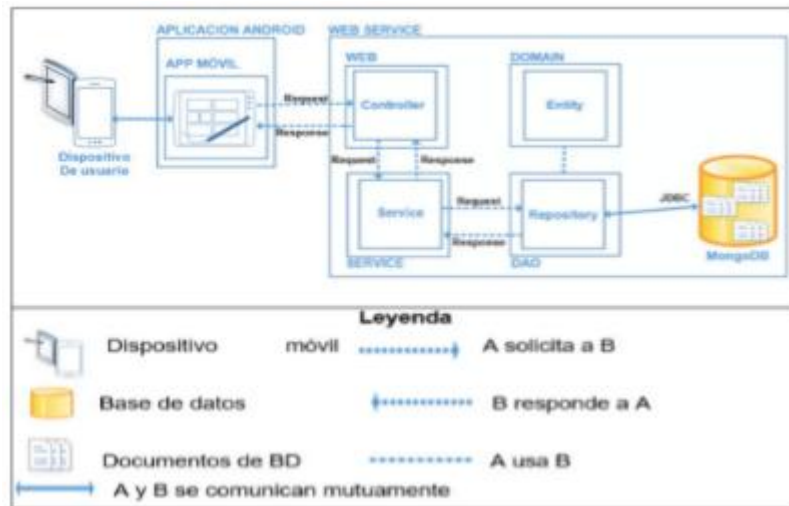 APLICACION ANDROID
WEB SERVICE
APP MÓVIL
WEB
DOMAIN
Request
Controller
Entity
Response
Dispositivo
De usuario
Request
Response
Service
Request
Repository
JDBC
Response
SERVICE
DAO
MongoDB
Leyenda
Dispositivo móvil
A solicita a B
Base de datos
B responde a A
Documentos de BD
A usa B
A y B se comunican mutuamente